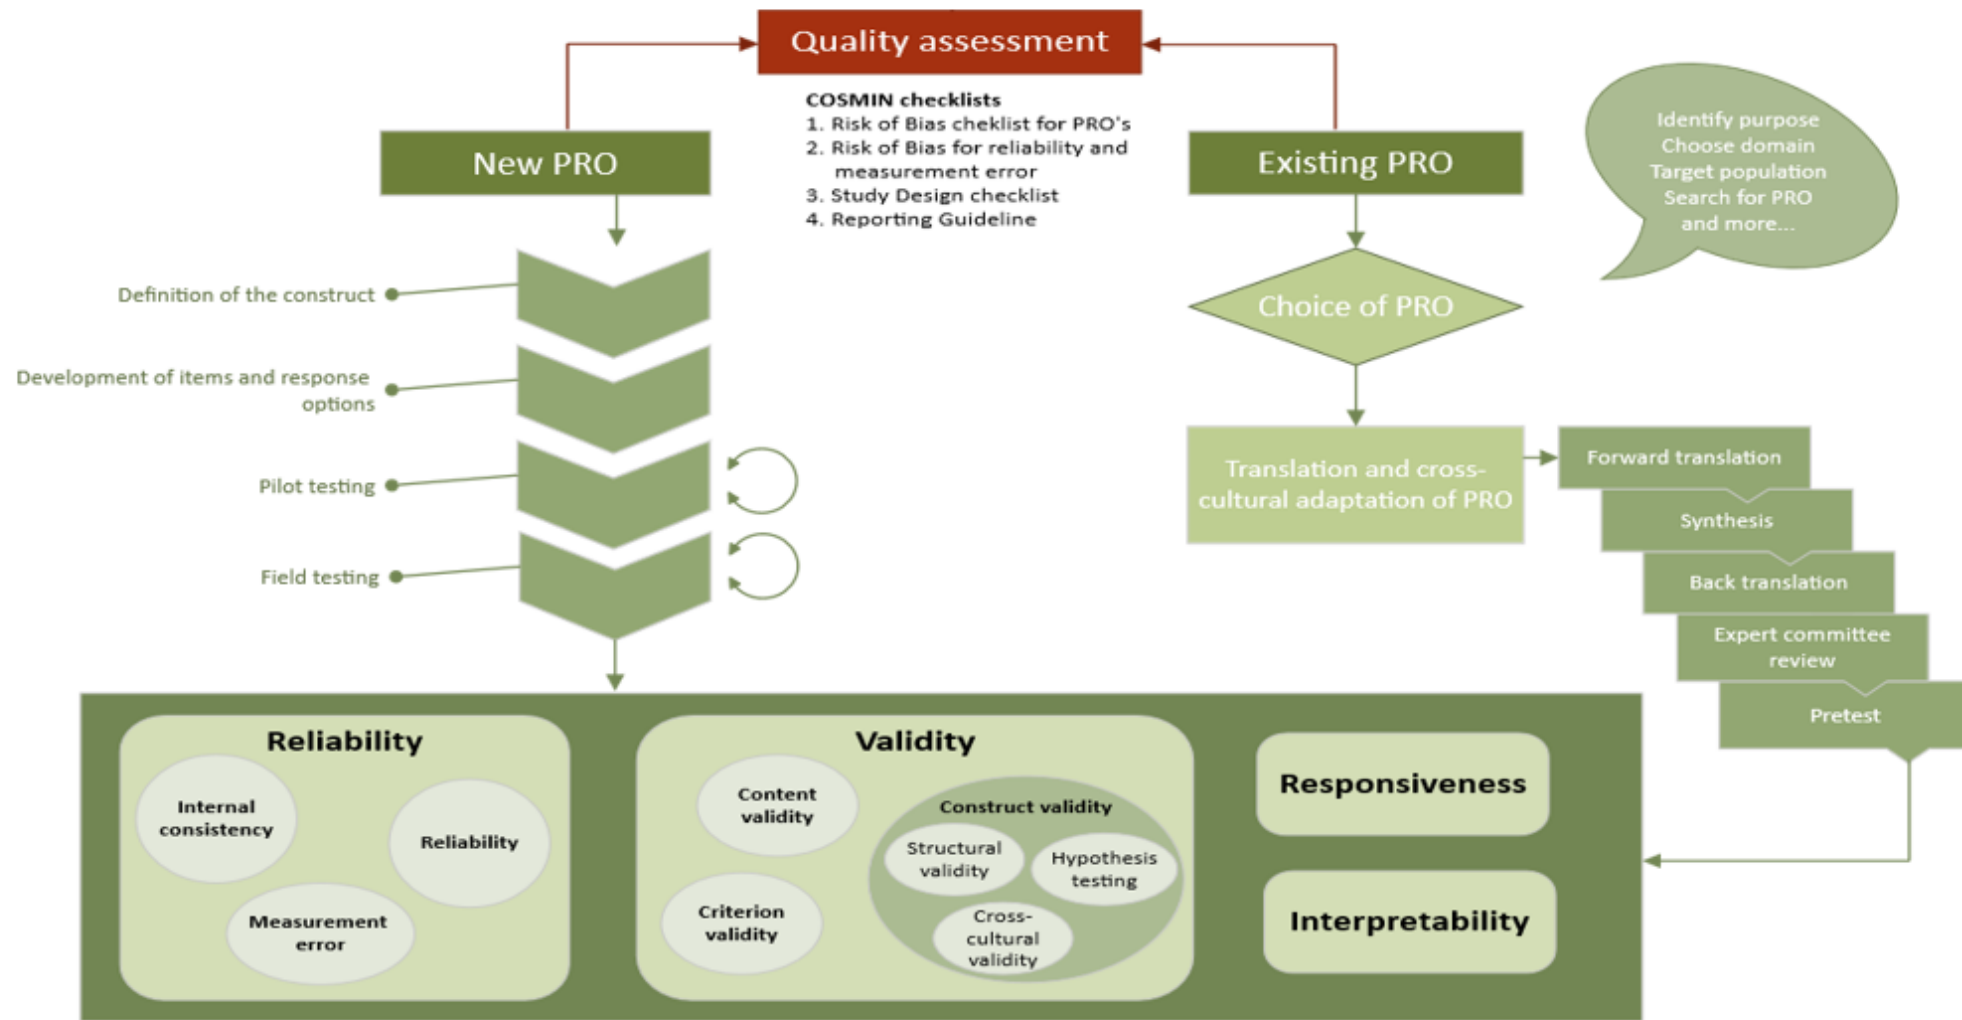 Quality assessment
COSMIN checklists
1. Risk of Bias cheklist for PRO's
2. Risk of Bias for reliability and
measurement error
3. Study Design checklist
4. Reporting Guideline
New PRO
Definition of the construct
Development of items and response
options
Pilot testing
Field testing
Existing PRO
Identify purpose
Choose domain
Target population
Search for PRO
and more...
Choice of PRO
Translation and cross-
cultural adaptation of PRO
Forward translation
Synthesis
Back translation
Expert committee
review
Pretest
Reliability
Internal
consistency
Reliability
Measurement
error
Validity
Content
validity
Criterion
validity
Construct validity
Structural
validity
Hypothesis
testing
Cross-
cultural
validity
Responsiveness
Interpretability